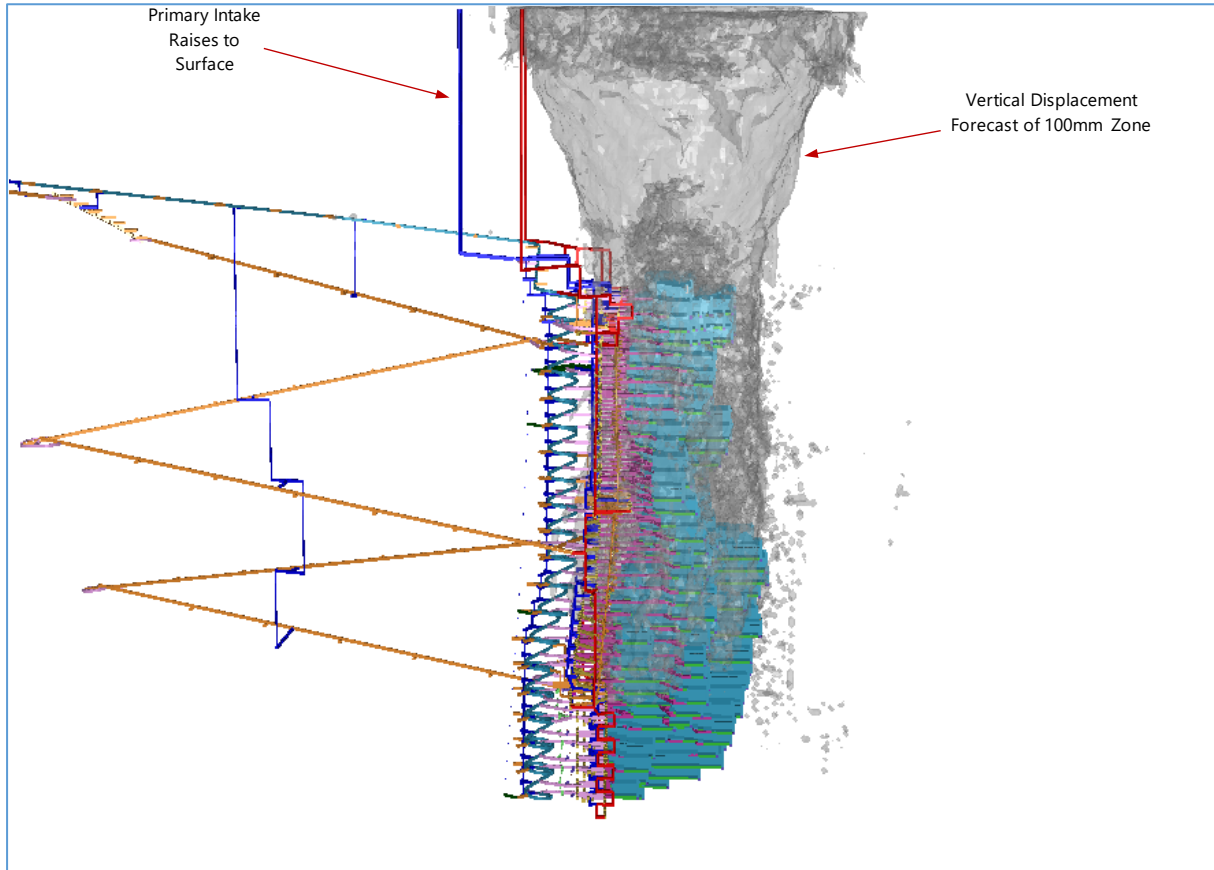 Primary Intake
Raises to
Surface
Vertical Displacement
Forecast of 100mm Zone